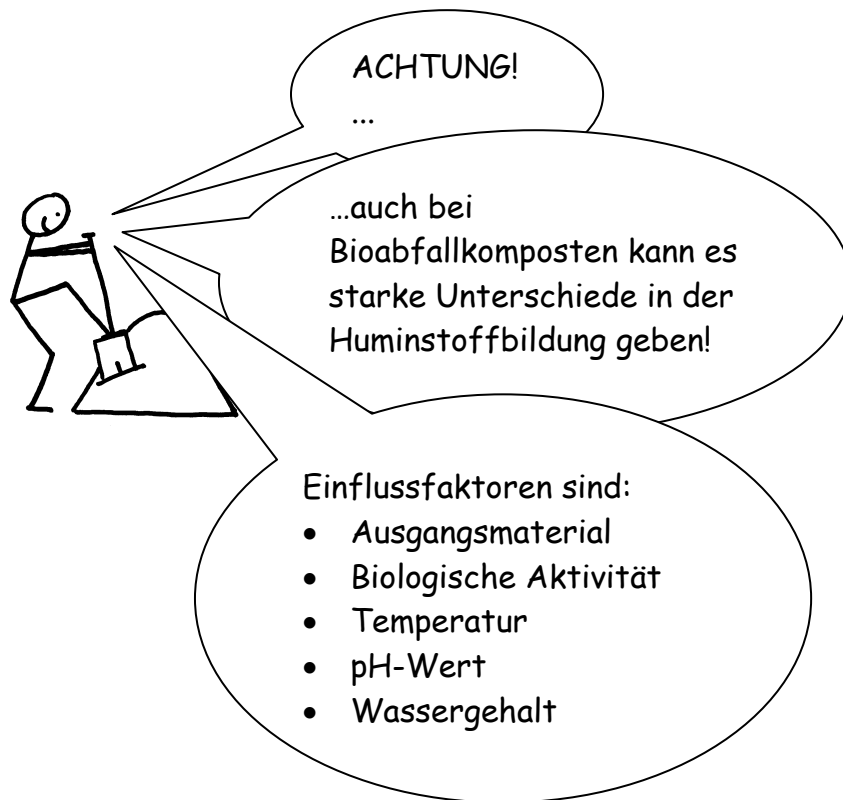 ACHTUNG!
...
...auch bei
Bioabfallkomposten kann es
starke Unterschiede in der
Huminstoffbildung geben!
Einflussfaktoren sind:
• Ausgangsmaterial
• Biologische Aktivität
• Temperatur
• pH-Wert
• Wassergehalt